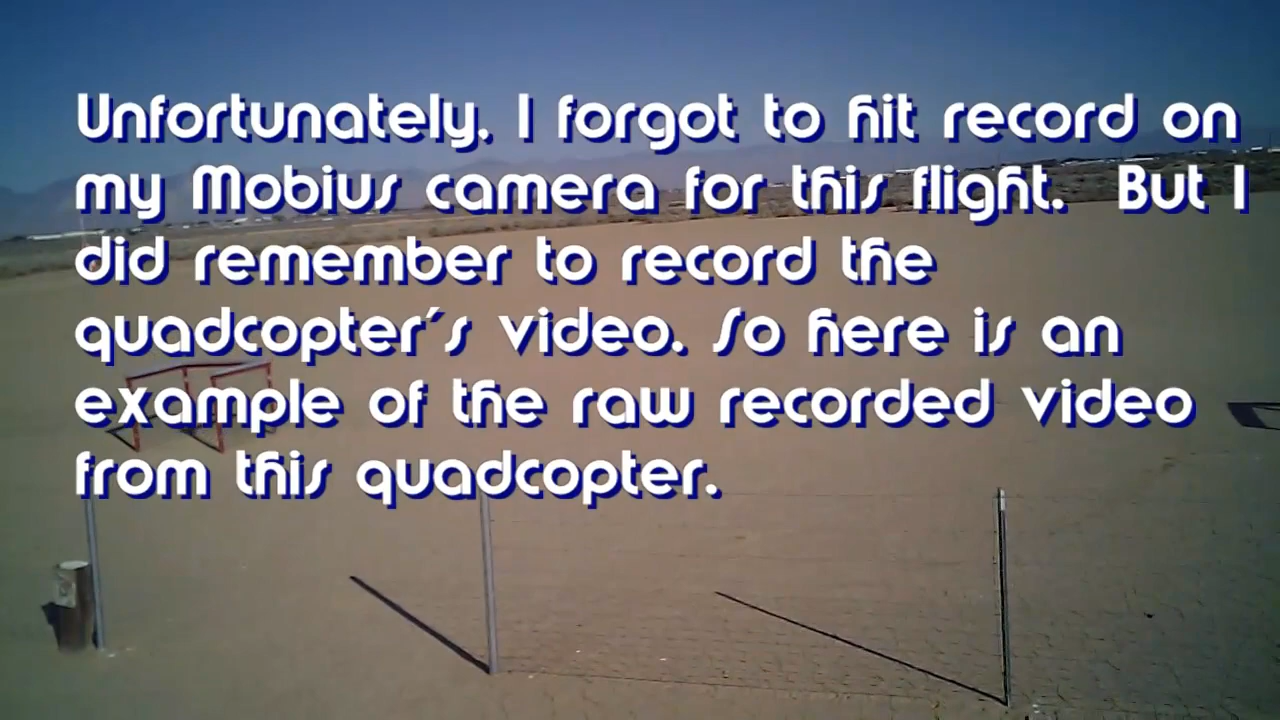 Unfortunately, I forgot to hit record on
my Mobius camera for this flight.  But I
did remember to record the
quadcopter's video. So here is an
example of the raw recorded video
from this quadcopter.